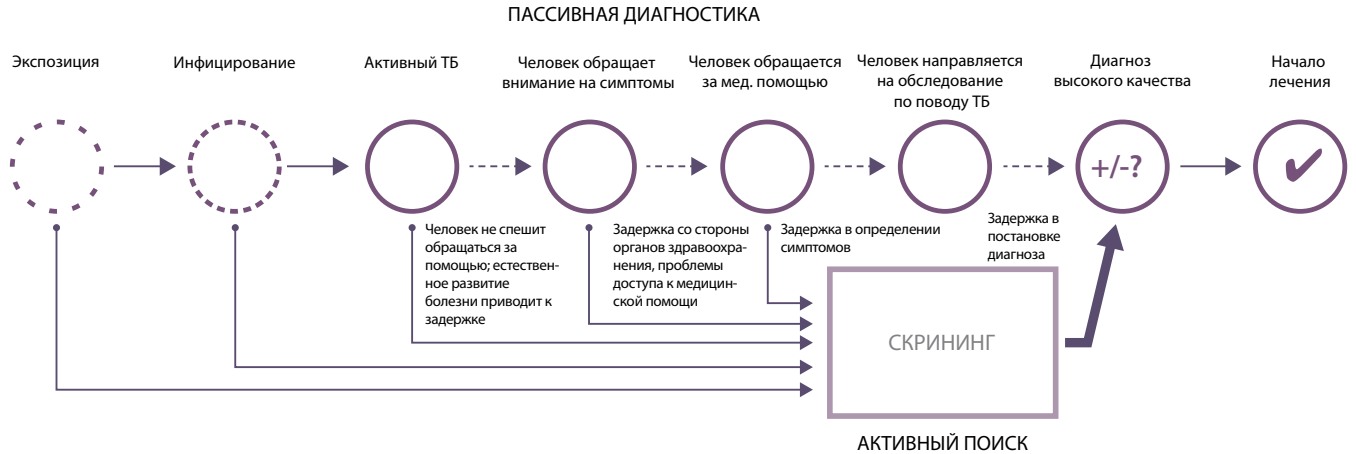 ПАССИВНАЯ ДИАГНОСТИКА
Экспозиция
Инфицирование
Активный ТБ
Человек обращает
внимание на симптомы
Человек обращается
за мед. помощью
Человек направляется
на обследование
по поводу ТБ
Диагноз
высокого качества
Начало
лечения
+/-?
Человек не спешит
обращаться за
помощью; естествен-
ное развитие
болезни приводит к
задержке
Задержка со стороны
органов здравоохра-
нения, проблемы
доступа к медицин-
ской помощи
Задержка в определении
симптомов
Задержка в
постановке
диагноза
СКРИНИНГ
АКТИВНЫЙ ПОИСК